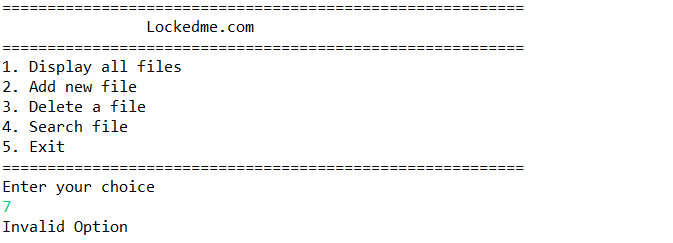 ==========================================================
Lockedme.com
==========================================================
1. Display all files
2. Add new file
3. Delete a file
4. Search file
5. Exit
==========================================================
Enter your choice
7
Invalid Option